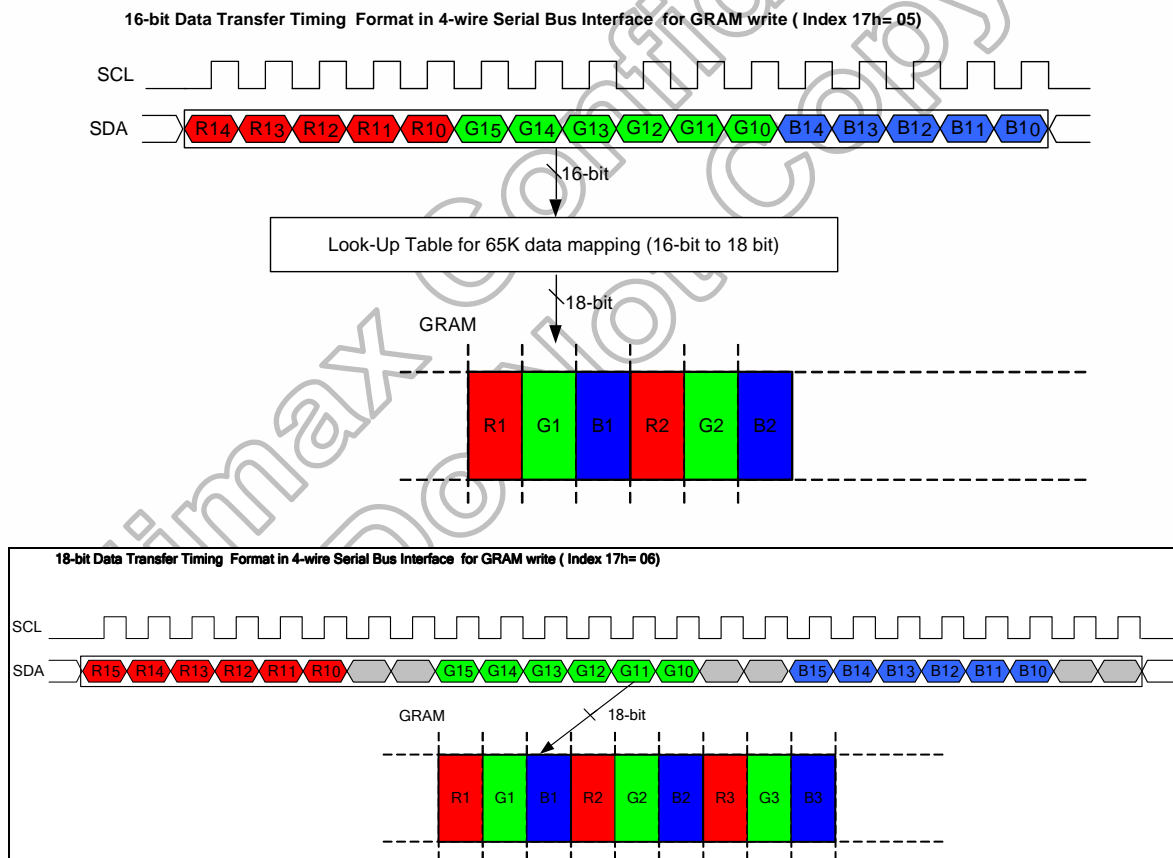 16-bit Data Transfer Timing Format in 4-wire Serial Bus Interface for GRAM write ( Index 17h= 05)
SCL
SDA R14 R13 R12 R11 R10 G15 G14 G13 G12 G11 G10 B14 B13 B12 B11 B10
16-bit
Look-Up Table for 65K data mapping (16-bit to 18 bit)
18-bit
GRAM
R1 G1 B1 R2 G2 B2
18-bit Data Transfer Timing Format in 4-wire Serial Bus Interface for GRAM write ( Index 17h= 06)
SCL
SDA R15 R14 R13 R12 R11 R10 G15 G14 G13 G12 G11 G10 B15 B14 B13 B12 B11 B10
GRAM 18-bit
R1 G1 B1 R2 G2 B2 R3 G3 B3